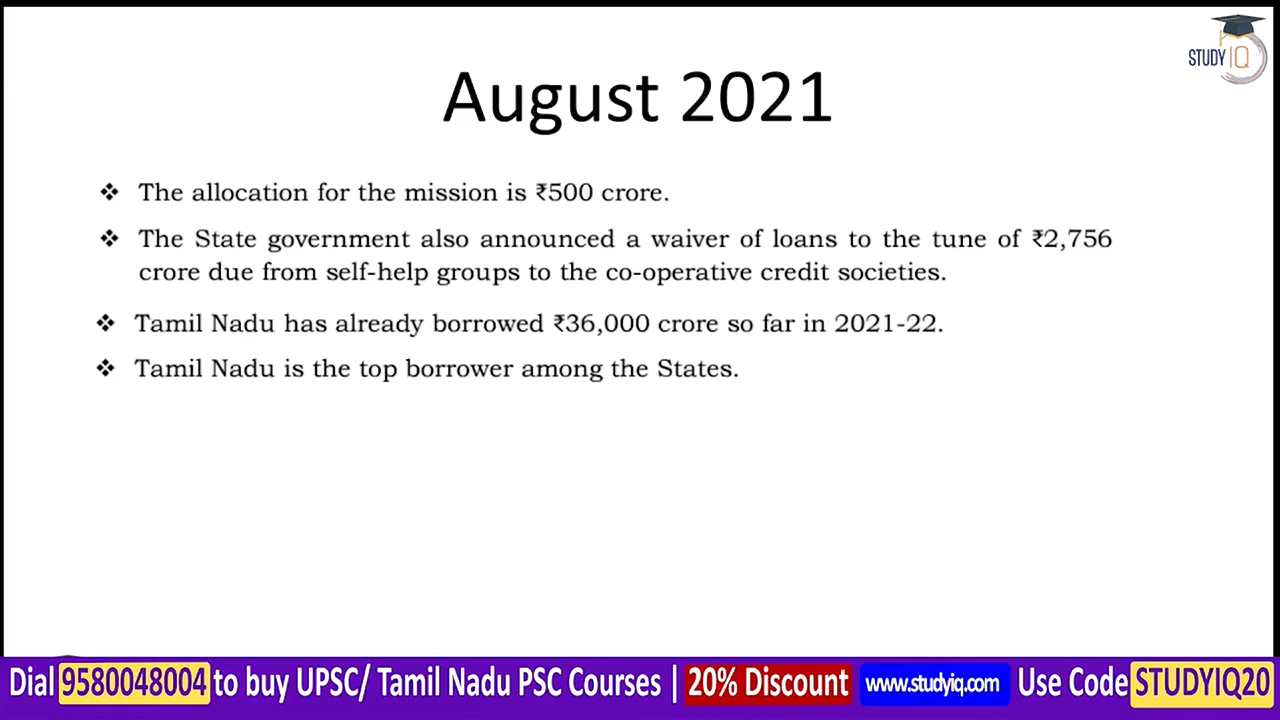 STUDY IQ
August 2021
❖ The allocation for the mission is ₹500 crore.
❖ The State government also announced a waiver of loans to the tune of ₹2,756
crore due from self-help groups to the co-operative credit societies.
❖ Tamil Nadu has already borrowed ₹36,000 crore so far in 2021-22.
❖ Tamil Nadu is the top borrower among the States.
Dial 9580048004 to buy UPSC/ Tamil Nadu PSC Courses | 20% Discount www.studyiq.com Use Code STUDYIQ20